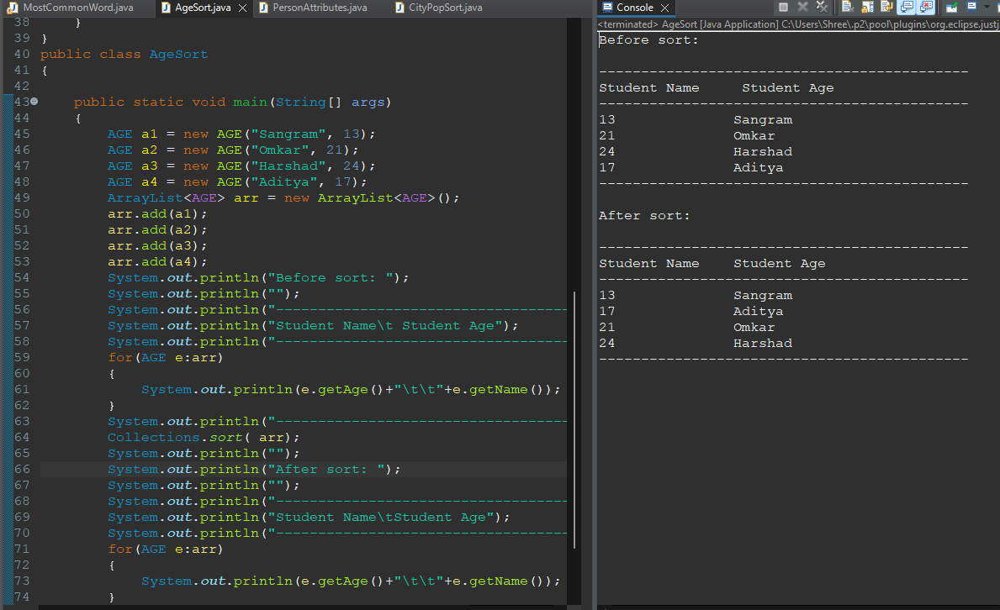 MostCommonWord.java AgeSort.java PersonAttributes.java CityPopSort.java
38 }
39 }
40 public class AgeSort
41 {
42
43 public static void main(String[] args)
44 {
45 AGE a1 = new AGE("Sangram", 13);
46 AGE a2 = new AGE("Omkar", 21);
47 AGE a3 = new AGE("Harshad", 24);
48 AGE a4 = new AGE("Aditya", 17);
49 ArrayList<AGE> arr = new ArrayList<AGE>();
50 arr.add(a1);
51 arr.add(a2);
52 arr.add(a3);
53 arr.add(a4);
54 System.out.println("Before sort: ");
55 System.out.println("");
56 System.out.println("-----------------------------------
57 System.out.println("Student Name\t Student Age");
58 System.out.println("-----------------------------------
59 for(AGE e:arr)
60 {
61 System.out.println(e.getAge()+"\t\t"+e.getName());
62 }
63 System.out.println("-----------------------------------
64 Collections.sort( arr);
65 System.out.println("");
66 System.out.println("After sort: ");
67 System.out.println("");
68 System.out.println("-----------------------------------
69 System.out.println("Student Name\tStudent Age");
70 System.out.println("-----------------------------------
71 for(AGE e:arr)
72 {
73 System.out.println(e.getAge()+"\t\t"+e.getName());
74 }
Console
<terminated> AgeSort [Java Application] C:\Users\Shree\.p2\pool\plugins\org.eclipse.justj
Before sort:
--------------------------------------------
Student Name Student Age
--------------------------------------------
13 Sangram
21 Omkar
24 Harshad
17 Aditya
--------------------------------------------
After sort:
--------------------------------------------
Student Name Student Age
--------------------------------------------
13 Sangram
17 Aditya
21 Omkar
24 Harshad
--------------------------------------------